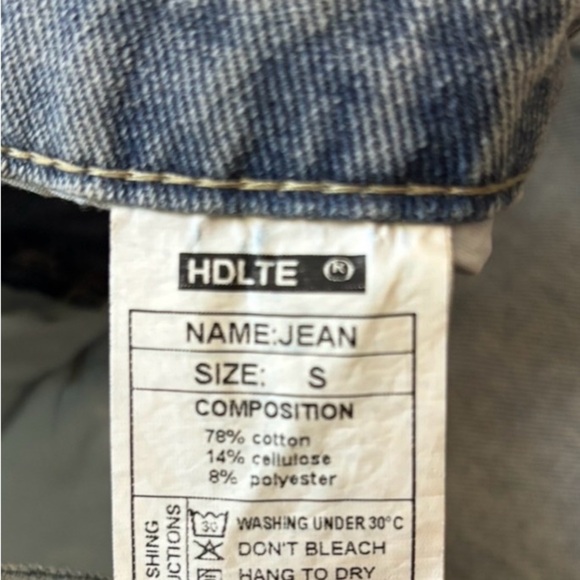 HDLTE ®
NAME:JEAN
SIZE: S
COMPOSITION
78% cotton
14% cellulose
8% polyester
SHING
UCTIONS
30
WASHING UNDER 30°C
DON'T BLEACH
HANG TO DRY